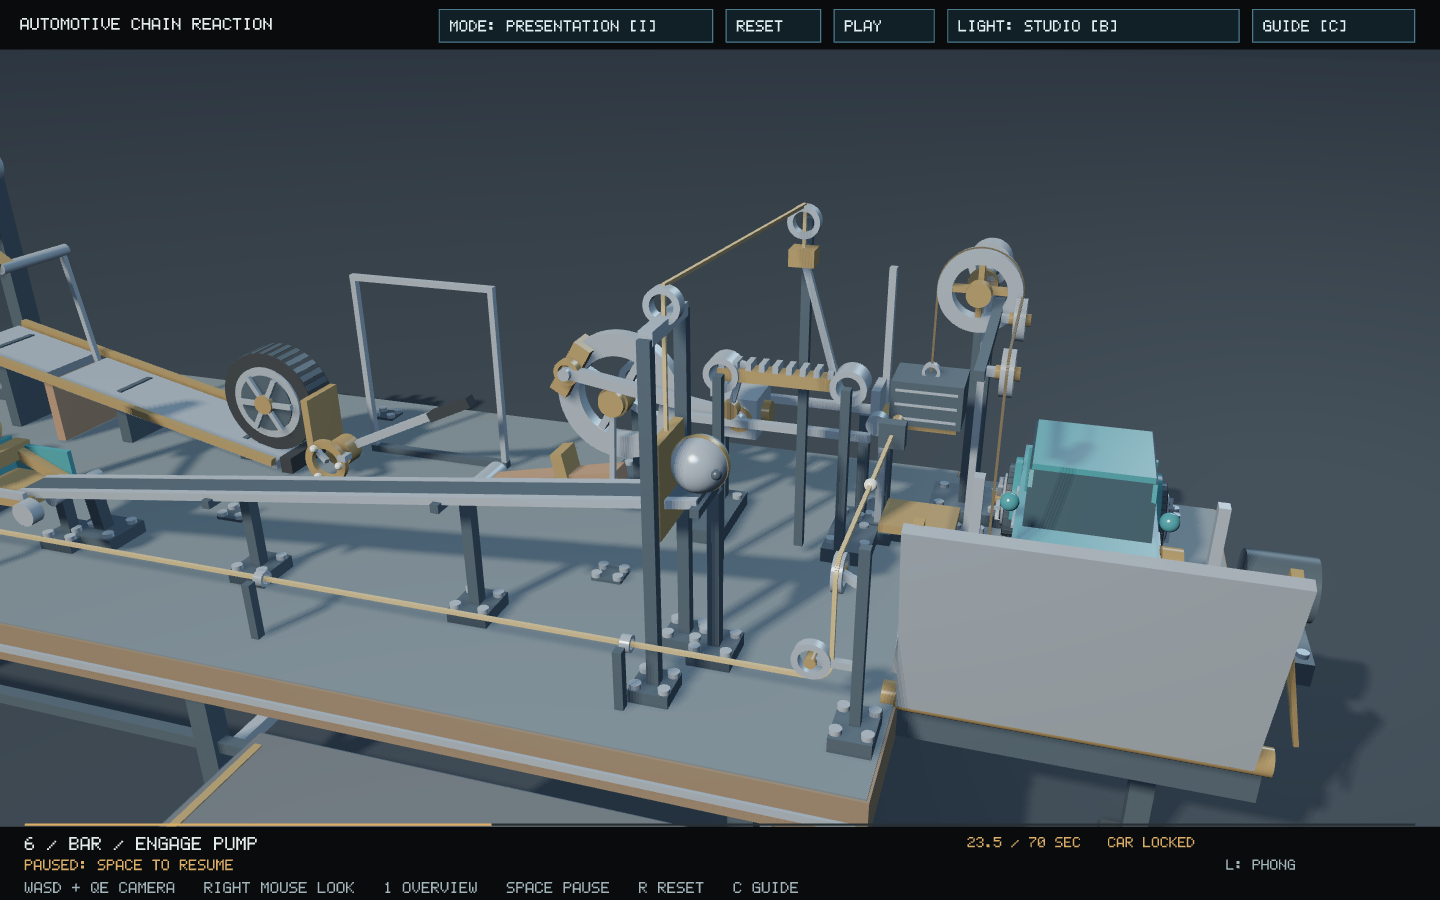 AUTOMOTIVE CHAIN REACTION
MODE: PRESENTATION [I]
RESET
PLAY
LIGHT: STUDIO [B]
GUIDE [C]
6 / BAR / ENGAGE PUMP
23.5 / 70 SEC CAR LOCKED
PAUSED: SPACE TO RESUME
L: PHONG
WASD + QE CAMERA RIGHT MOUSE LOOK 1 OVERVIEW SPACE PAUSE R RESET C GUIDE